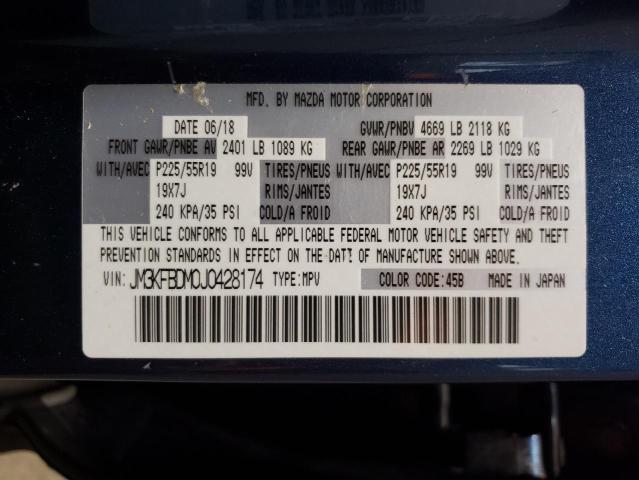 MFD. BY MAZDA MOTOR CORPORATION
DATE 06/18 GVWR/PNBV 4669 LB 2118 KG
FRONT GAWR/PNBE AV 2401 LB 1089 KG REAR GAWR/PNBE AR 2269 LB 1029 KG
WITH/AVEC P225/55R19 99V TIRES/PNEUS WITH/AVEC P225/55R19 99V TIRES/PNEUS
19X7J RIMS/JANTES 19X7J RIMS/JANTES
240 KPA/35 PSI COLD/A FROID 240 KPA/35 PSI COLD/A FROID
THIS VEHICLE CONFORMS TO ALL APPLICABLE FEDERAL MOTOR VEHICLE SAFETY AND THEFT
PREVENTION STANDARDS IN EFFECT ON THE DATE OF MANUFACTURE SHOWN ABOVE.
VIN: JM3KFBDM0J0428174 TYPE:MPV COLOR CODE:45B MADE IN JAPAN